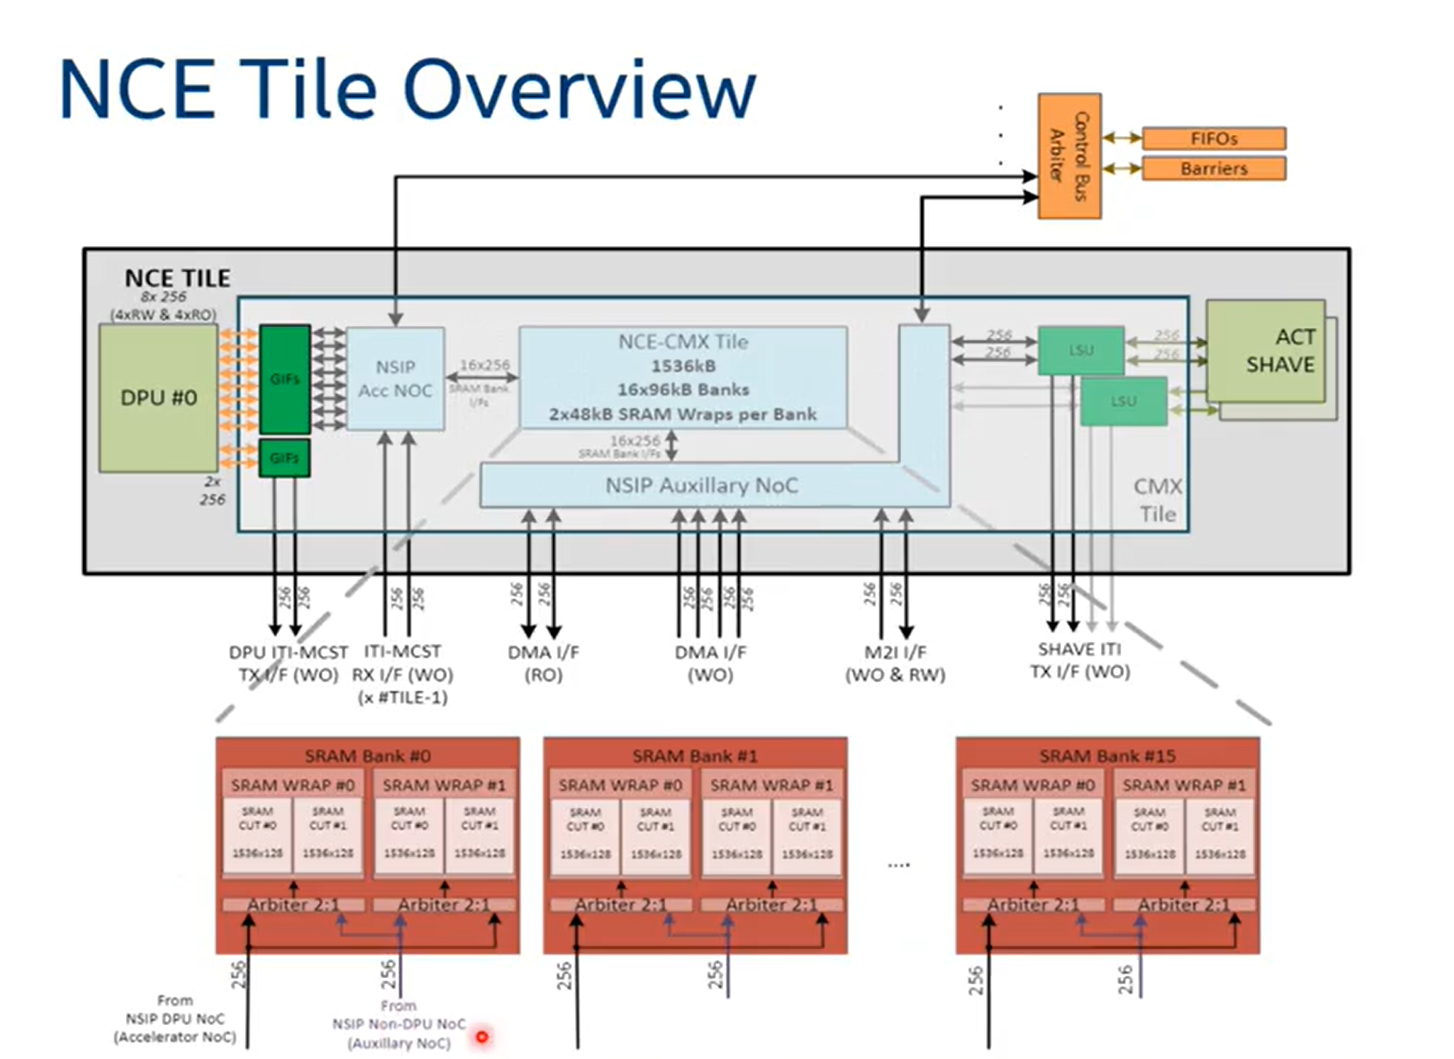 NCE Tile Overview
Control Bus
Arbiter
FIFOs
Barriers
NCE TILE
8x 256
(4xRW & 4xRO)
DPU #0
GIFs
GIFs
2x
256
NSIP
Acc NOC
16x256
SRAM Bank
I/Fs
NCE-CMX Tile
1536kB
16x96kB Banks
2x48kB SRAM Wraps per Bank
16x256
SRAM Bank I/Fs
NSIP Auxillary NoC
256
256
LSU
LSU
256
256
ACT
SHAVE
CMX
Tile
256
256
256
256
256
256
256
256
256
256
256
256
256
256
DPU ITI-MCST
TX I/F (WO)
ITI-MCST
RX I/F (WO)
(x #TILE-1)
DMA I/F
(RO)
DMA I/F
(WO)
M2I I/F
(WO & RW)
SHAVE ITI
TX I/F (WO)
SRAM Bank #0
SRAM WRAP #0
SRAM WRAP #1
SRAM
CUT #0
1536x128
SRAM
CUT #1
1536x128
SRAM
CUT #0
1536x128
SRAM
CUT #1
1536x128
Arbiter 2:1
Arbiter 2:1
SRAM Bank #1
SRAM WRAP #0
SRAM WRAP #1
SRAM
CUT #0
1536x128
SRAM
CUT #1
1536x128
SRAM
CUT #0
1536x128
SRAM
CUT #1
1536x128
Arbiter 2:1
Arbiter 2:1
....
SRAM Bank #15
SRAM WRAP #0
SRAM WRAP #1
SRAM
CUT #0
1536x128
SRAM
CUT #1
1536x128
SRAM
CUT #0
1536x128
SRAM
CUT #1
1536x128
Arbiter 2:1
Arbiter 2:1
256
256
256
256
256
256
From
NSIP DPU NoC
(Accelerator NoC)
From
NSIP Non-DPU NoC
(Auxillary NoC)